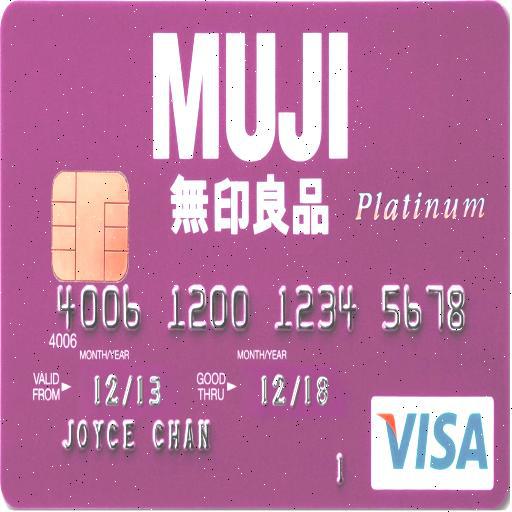 MUJI
無印良品 Platinum
4006 1200 1234 5678
4006
MONTH/YEAR MONTH/YEAR
VALID FROM 12/13 GOOD THRU 12/18
JOYCE CHAN
1
VISA